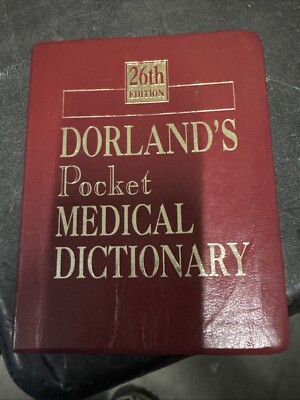 26th
EDITION
DORLAND'S
Pocket
MEDICAL
DICTIONARY